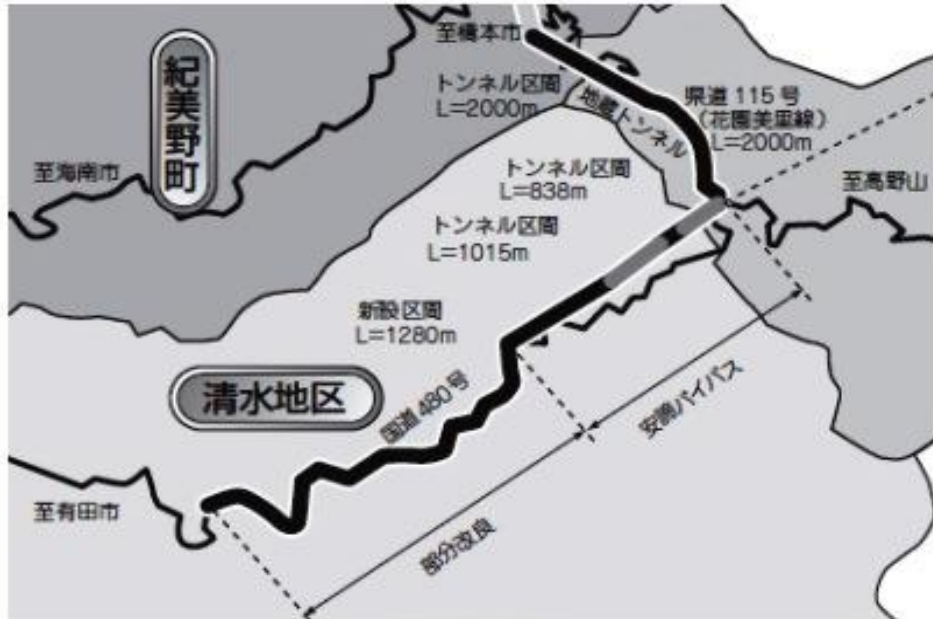 至橋本市
紀美野町
トンネル区間
L=2000m
地蔵トンネル
県道115号
(花園美里線)
L=2000m
至海南市
トンネル区間
L=838m
至高野山
トンネル区間
L=1015m
新設区間
L=1280m
清水地区
国道480号
安諦バイパス
至有田市
部分改良